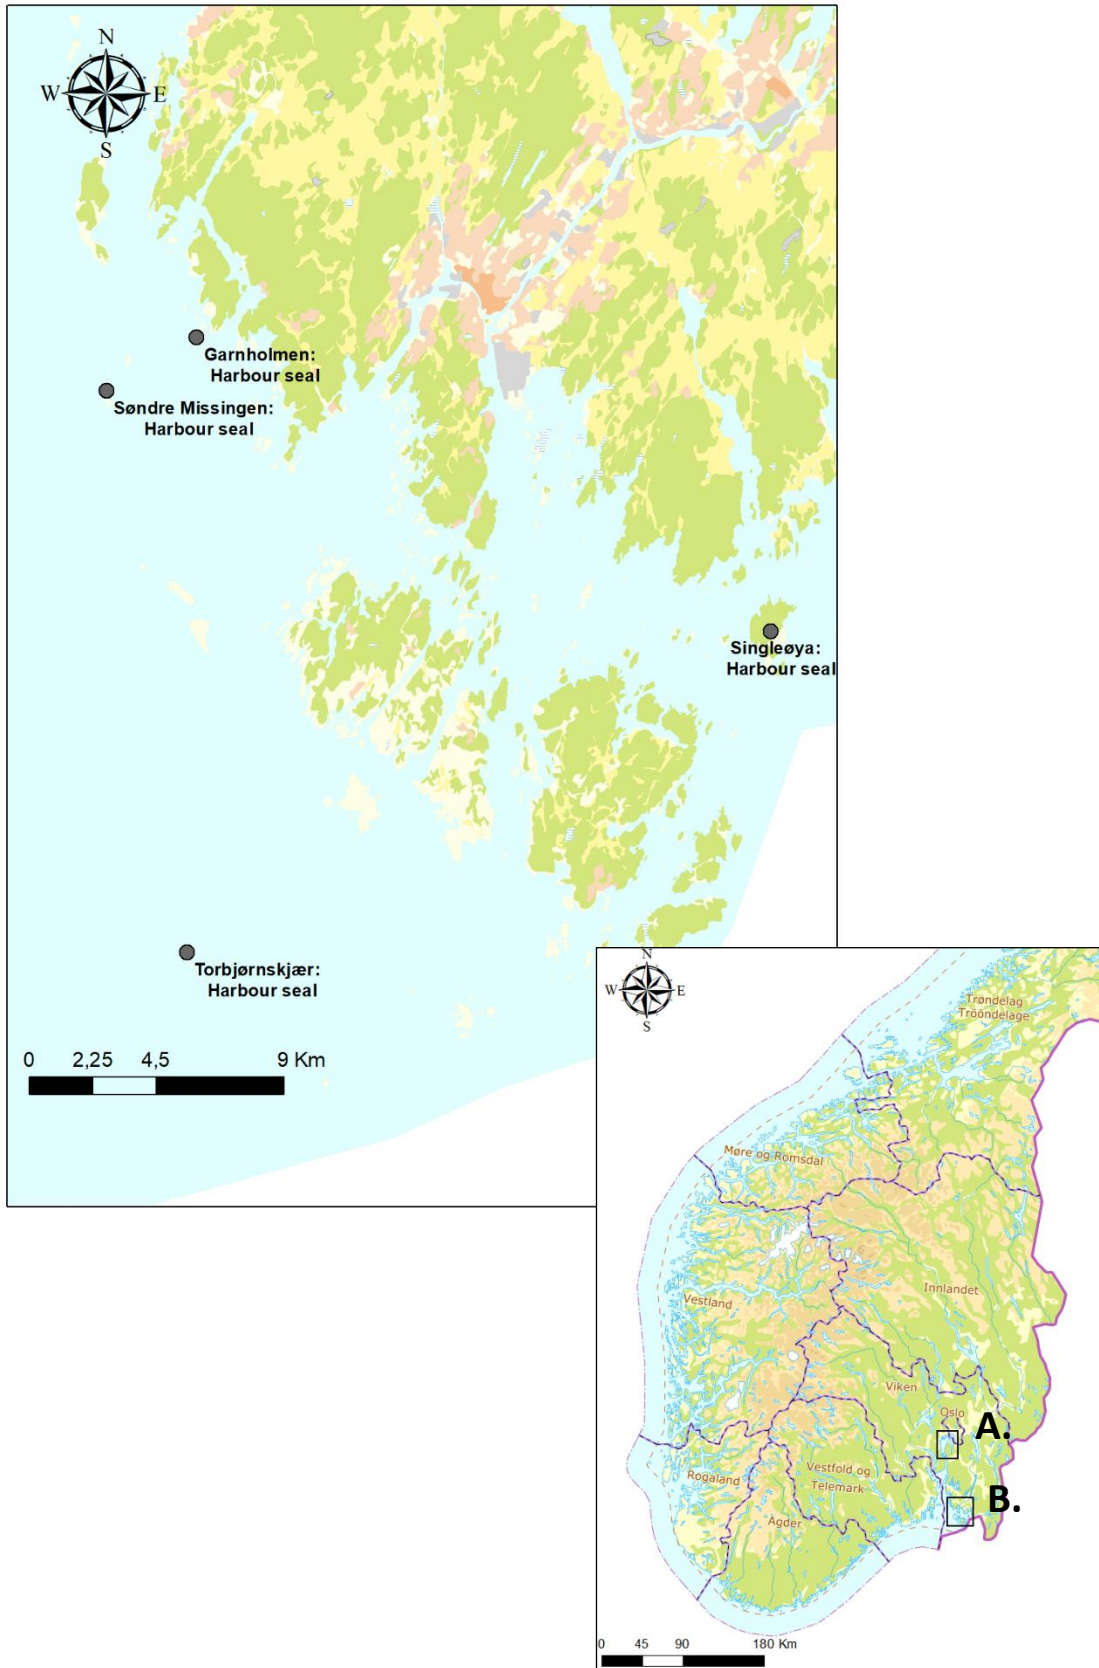 N
W E
S
Garnholmen:
Harbour seal
Søndre Missingen:
Harbour seal
Singleøya:
Harbour seal
Torbjørnskjær:
Harbour seal
0 2,25 4,5 9 Km
N
W E
S
Trøndelag
Trööndelage
Møre og Romsdal
Vestland
Innlandet
Viken
Oslo
A.
Rogaland
Vestfold og
Telemark
B.
Agder
0 45 90 180 Km